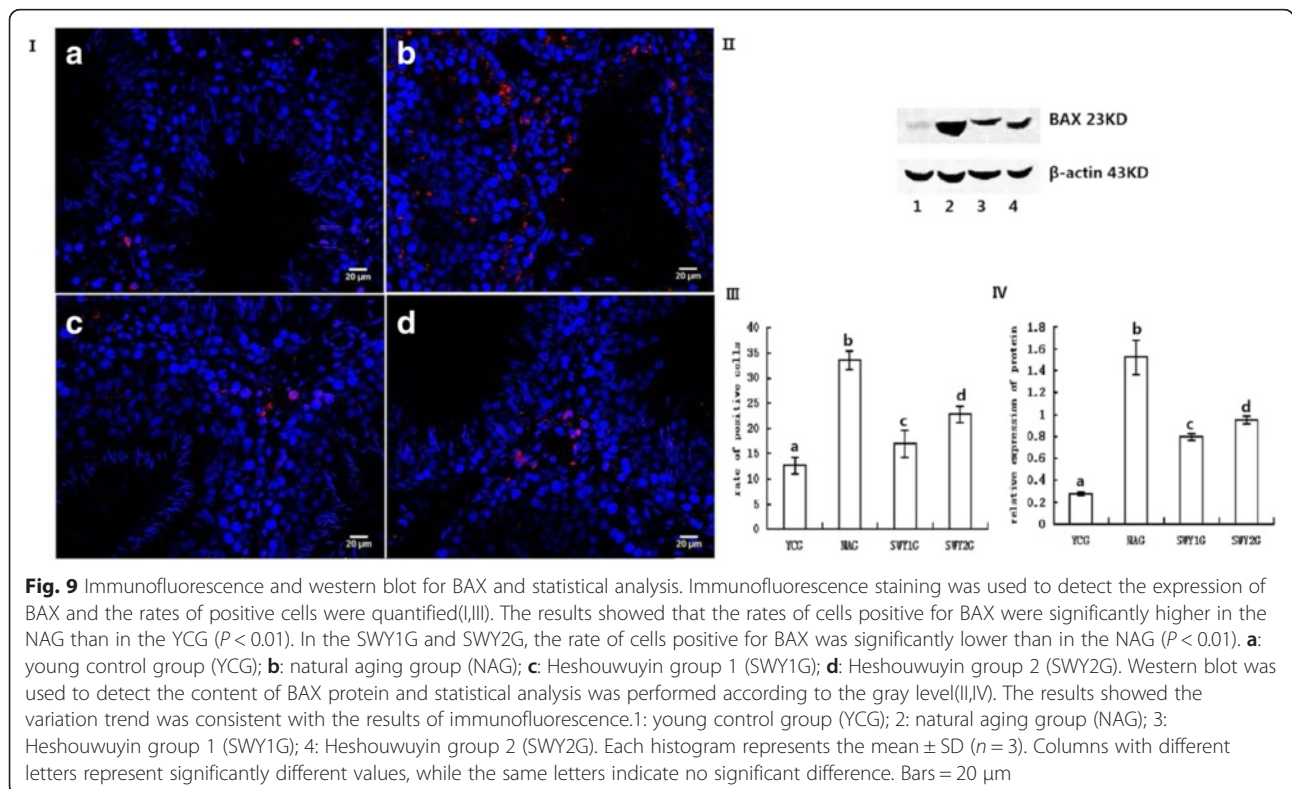 I
a
20 μm
b
20 μm
c
20 μm
d
20 μm
II
BAX 23KD
β-actin 43KD
1 2 3 4
III
rate of positive cells
40
35
30
25
20
15
10
5
0
a
b
c
d
YCG NAG SWY1G SWY2G
IV
relative expression of protein
1.8
1.6
1.4
1.2
1
0.8
0.6
0.4
0.2
0
a
b
c
d
YCG NAG SWY1G SWY2G
Fig. 9 Immunofluorescence and western blot for BAX and statistical analysis. Immunofluorescence staining was used to detect the expression of
BAX and the rates of positive cells were quantified(I,III). The results showed that the rates of cells positive for BAX were significantly higher in the
NAG than in the YCG (P < 0.01). In the SWY1G and SWY2G, the rate of cells positive for BAX was significantly lower than in the NAG (P < 0.01). a:
young control group (YCG); b: natural aging group (NAG); c: Heshouwuyin group 1 (SWY1G); d: Heshouwuyin group 2 (SWY2G). Western blot was
used to detect the content of BAX protein and statistical analysis was performed according to the gray level(II,IV). The results showed the
variation trend was consistent with the results of immunofluorescence.1: young control group (YCG); 2: natural aging group (NAG); 3:
Heshouwuyin group 1 (SWY1G); 4: Heshouwuyin group 2 (SWY2G). Each histogram represents the mean ± SD (n = 3). Columns with different
letters represent significantly different values, while the same letters indicate no significant difference. Bars = 20 μm